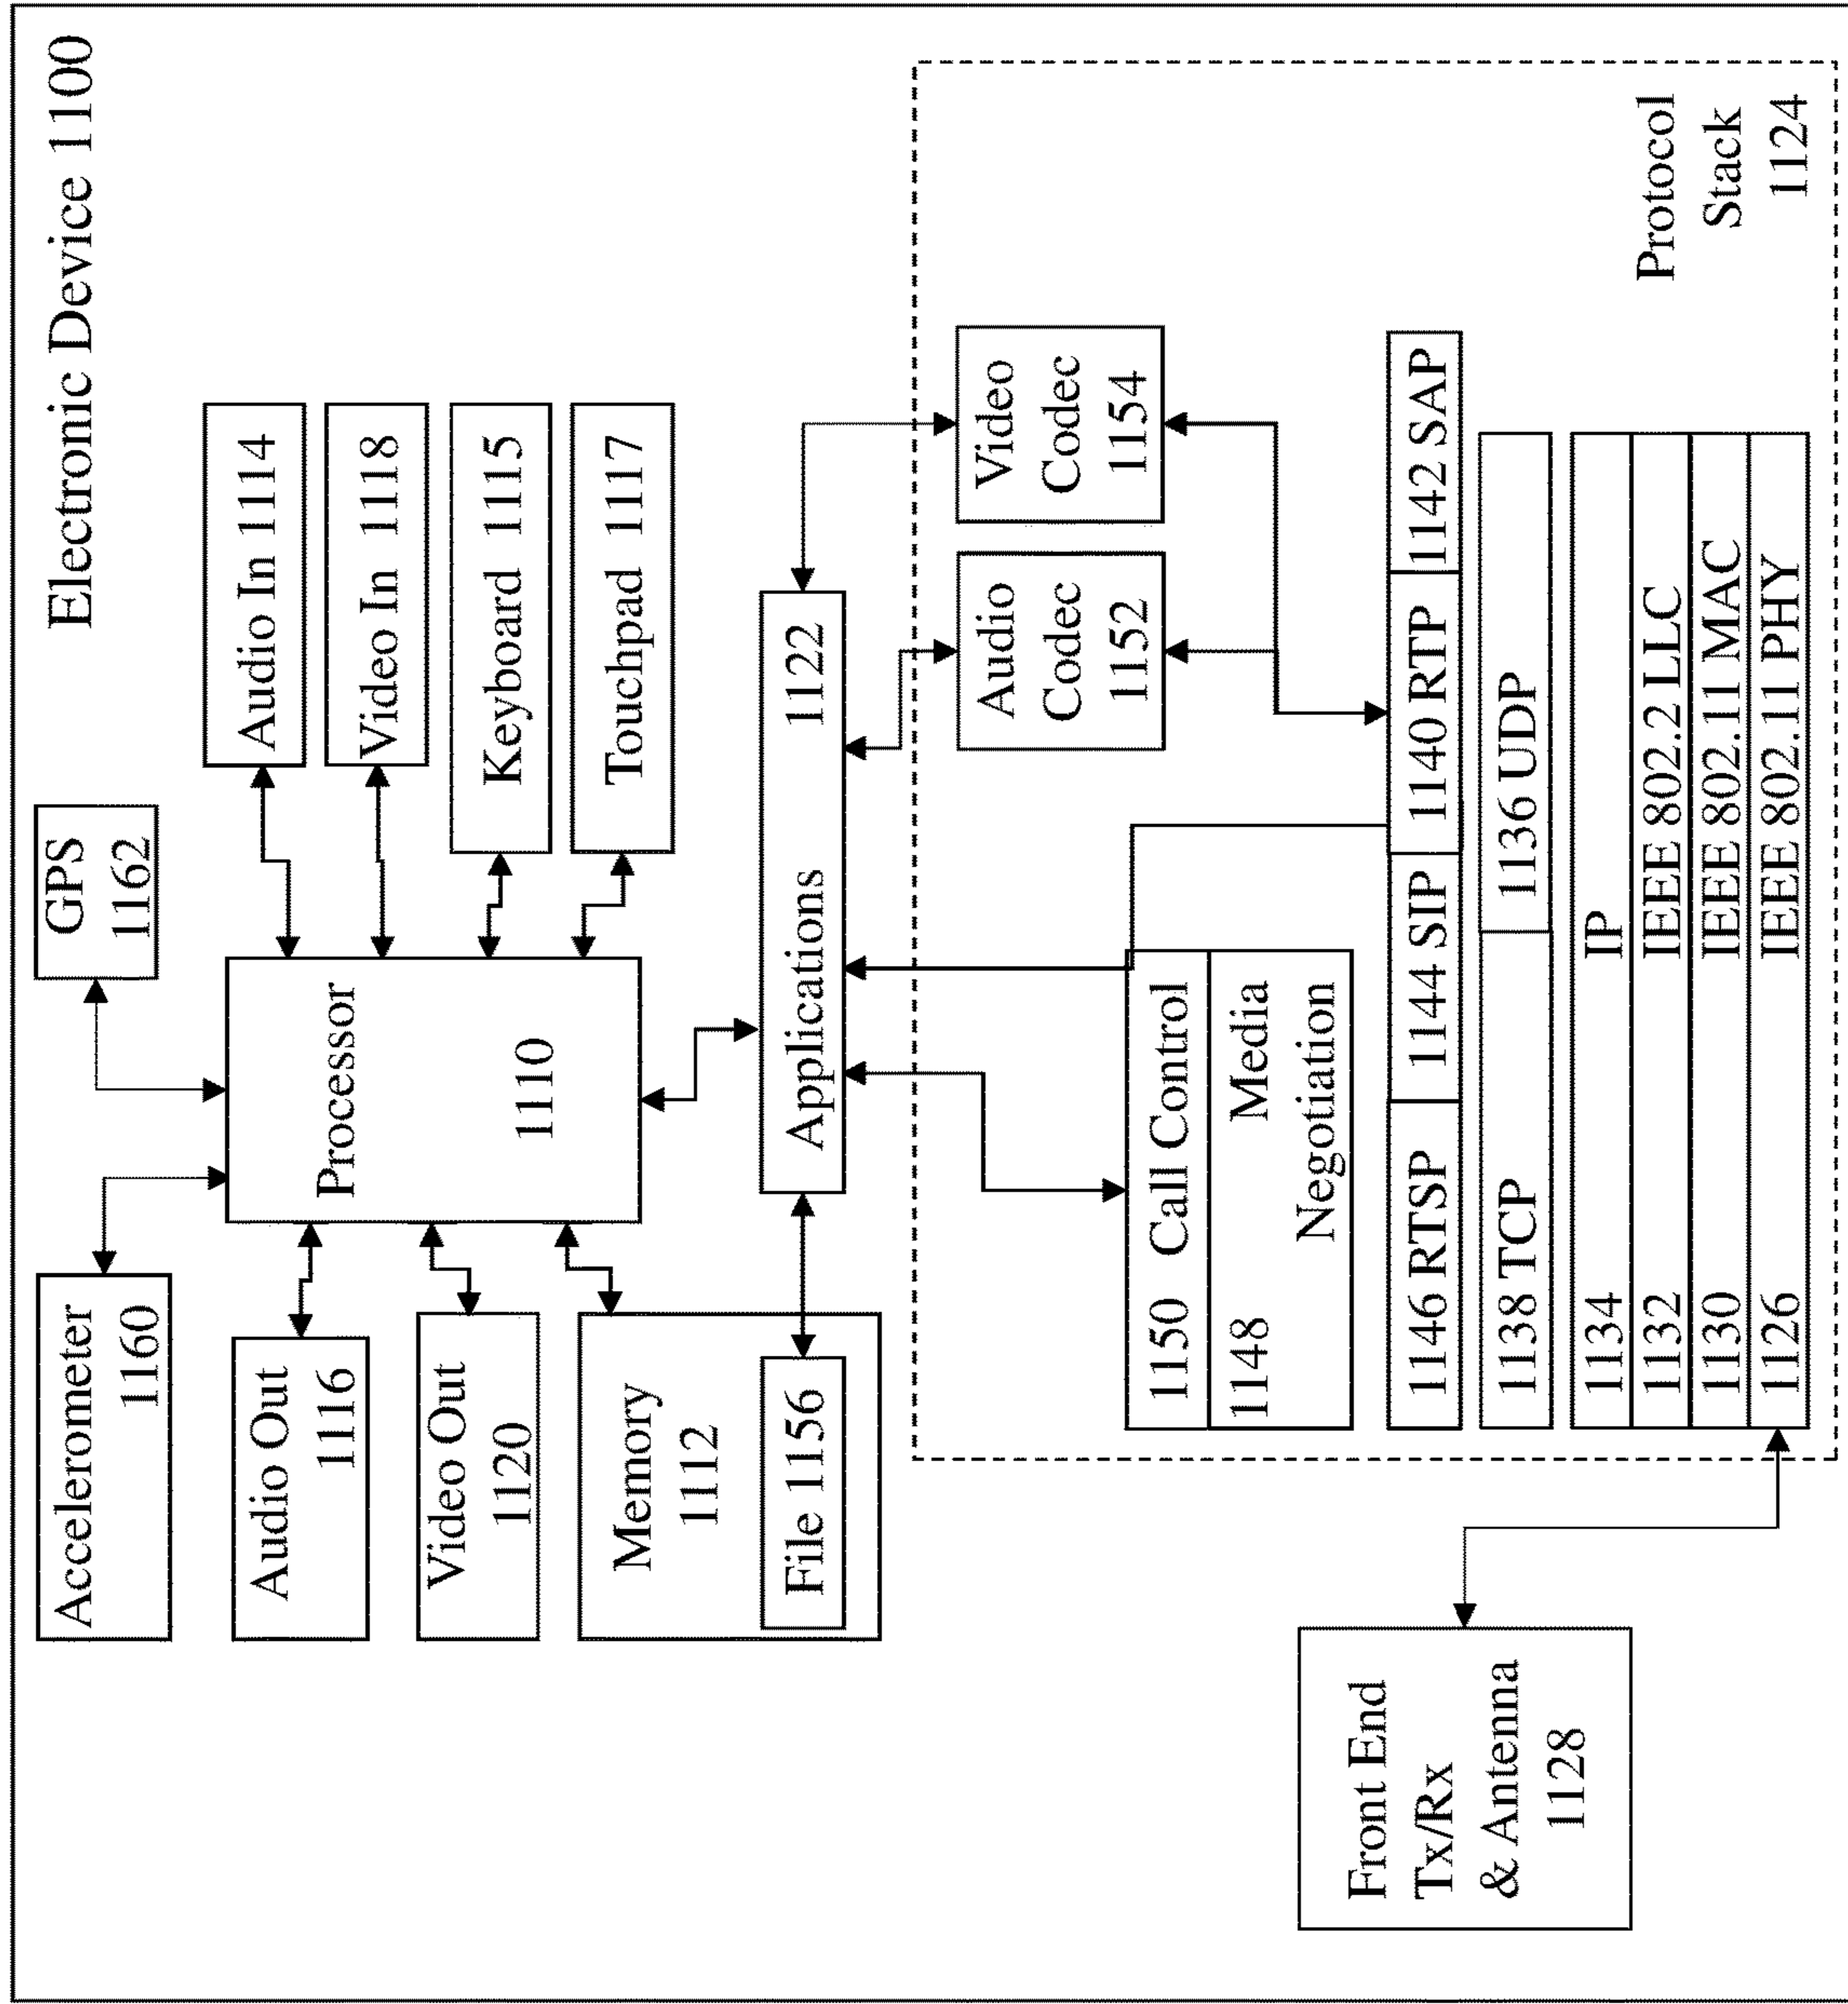 Electronic Device 1100
Accelerometer
1160
GPS
1162
Audio Out
1116
Video Out
1120
Memory
1112
File 1156
Processor
1110
Audio In 1114
Video In 1118
Keyboard 1115
Touchpad 1117
Applications 1122
Audio
Codec
1152
Video
Codec
1154
1150 Call Control
1148 Media
Negotiation
1146 RTSP
1144 SIP
1140 RTP
1142 SAP
1138 TCP
1136 UDP
1134 IP
1132 IEEE 802.2 LLC
1130 IEEE 802.11 MAC
1126 IEEE 802.11 PHY
Protocol
Stack
1124
Front End
Tx/Rx
& Antenna
1128